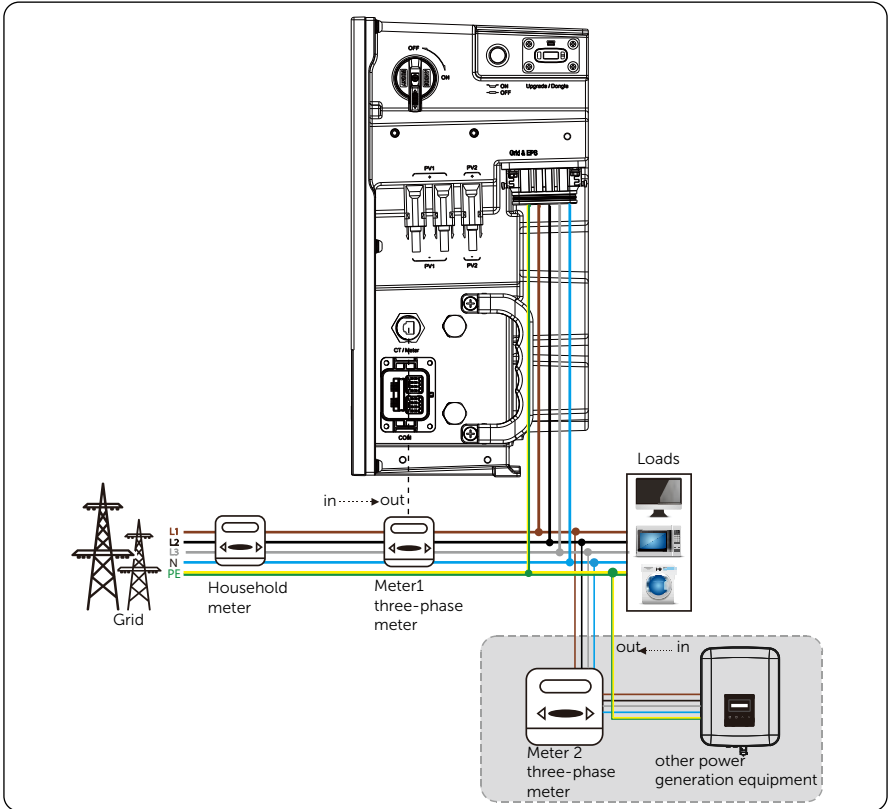 OFF
ON
ON
OFF
Upgrade / Dongle
Grid & EPS
PV1
PV2
+
+
-
-
PV1
PV2
CT / Meter
COM
Loads
in
out
L1
L2
L3
N
PE
Grid
Household
meter
Meter1
three-phase
meter
out
in
Meter 2
three-phase
meter
other power
generation equipment